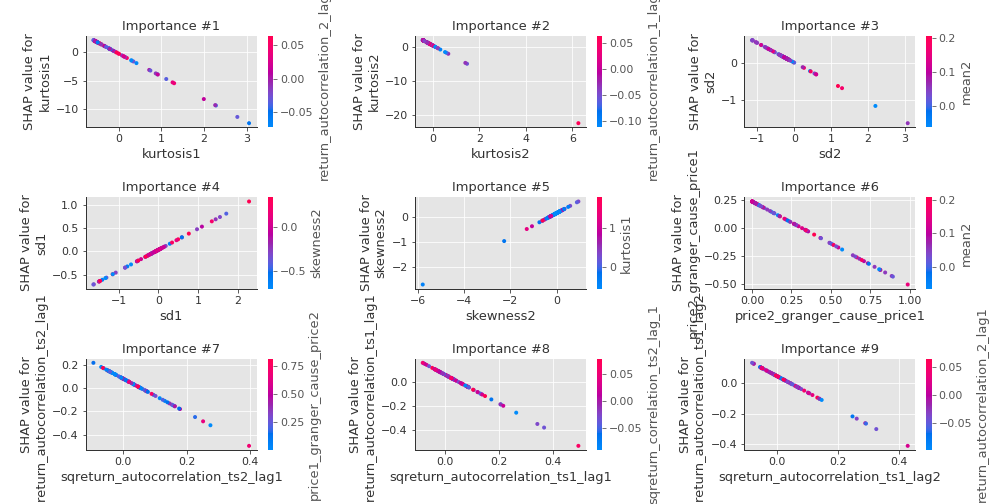 Importance #1
SHAP value for
kurtosis1
0
−5
−10
0
1
2
3
kurtosis1
0.05
0.00
−0.05
return_autocorrelation_2_lag
Importance #2
SHAP value for
kurtosis2
0
−10
−20
0
2
4
6
kurtosis2
0.05
0.00
−0.05
−0.10
return_autocorrelation_1_lag
Importance #3
SHAP value for
sd2
0
−1
−1
0
1
2
3
sd2
0.2
0.1
0.0
mean2
Importance #4
SHAP value for
sd1
1.0
0.5
0.0
−0.5
−1
0
1
2
sd1
0.0
−0.5
skewness2
Importance #5
SHAP value for
skewness2
0
−1
−2
−6
−4
−2
0
skewness2
1
0
kurtosis1
Importance #6
SHAP value for
price2_granger_cause_price1
0.25
0.00
−0.25
−0.50
0.00
0.25
0.50
0.75
1.00
price2_granger_cause_price1
0.2
0.1
0.0
mean2
Importance #7
SHAP value for
sqreturn_autocorrelation_ts2_lag1
0.2
0.0
−0.2
−0.4
0.0
0.2
0.4
sqreturn_autocorrelation_ts2_lag1
0.75
0.50
0.25
price1_granger_cause_price2
Importance #8
SHAP value for
sqreturn_autocorrelation_ts1_lag1
0.0
−0.2
−0.4
0.0
0.2
0.4
sqreturn_autocorrelation_ts1_lag1
0.05
0.00
−0.05
sqreturn_correlation_ts2_lag_1
Importance #9
SHAP value for
sqreturn_autocorrelation_ts1_lag2
0.0
−0.2
−0.4
0.0
0.2
0.4
sqreturn_autocorrelation_ts1_lag2
0.05
0.00
−0.05
return_autocorrelation_2_lag1